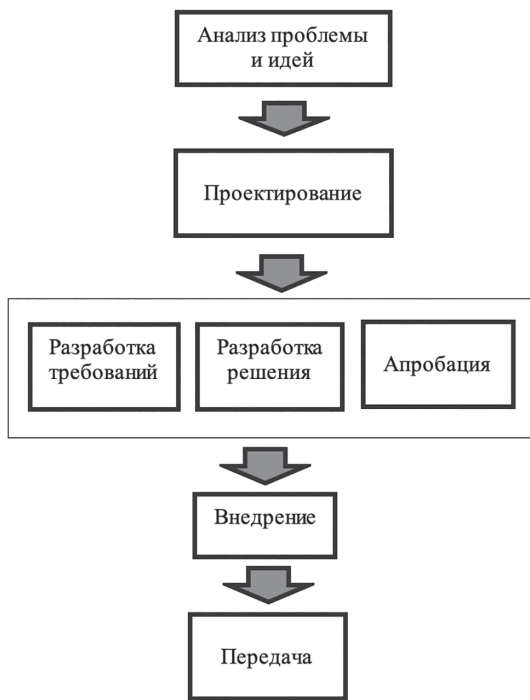 Анализ проблемы
и идей
Проектирование
Разработка
требований
Разработка
решения
Апробация
Внедрение
Передача